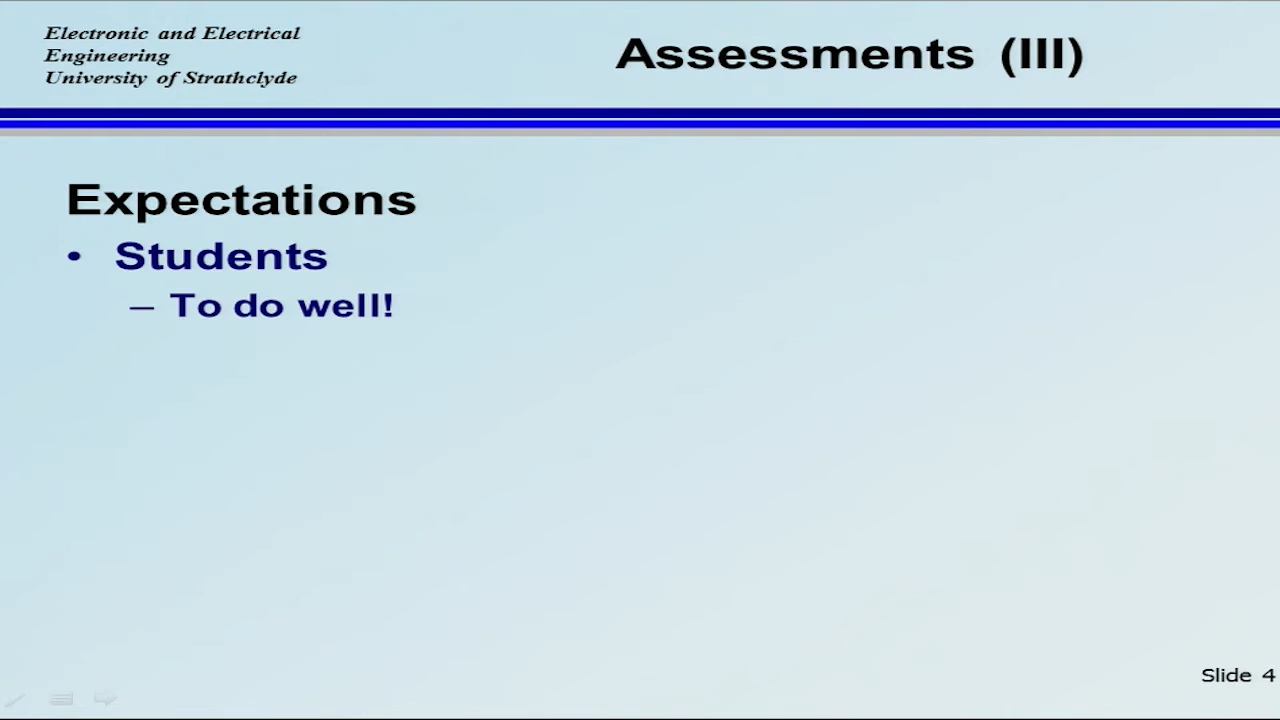 Electronic and Electrical
Engineering
University of Strathclyde
Assessments (III)
Expectations
• Students
– To do well!
Slide 4